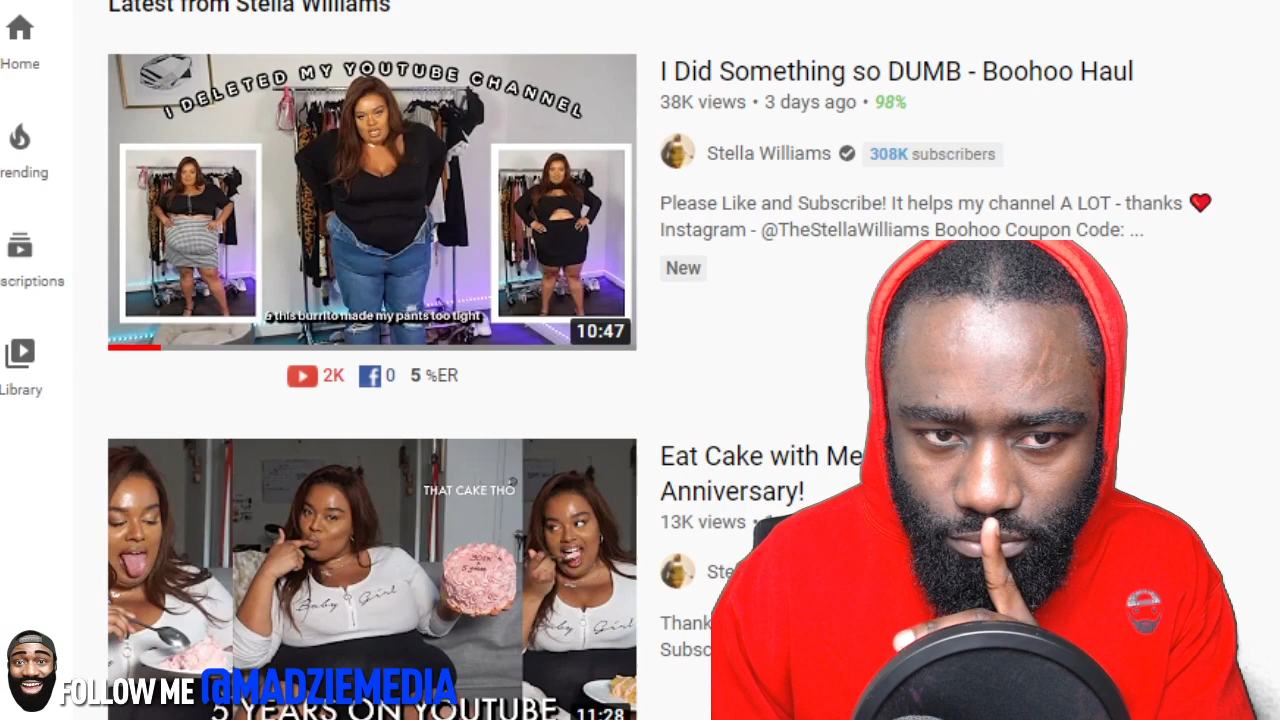 Latest from Stella Williams
Home
rending
scriptions
Library
I DELETED MY YOUTUBE CHANNEL
& this burrito made my pants too tight
10:47
2K 0 5 %ER
I Did Something so DUMB - Boohoo Haul
38K views • 3 days ago • 98%
Stella Williams 308K subscribers
Please Like and Subscribe! It helps my channel A LOT - thanks
Instagram - @TheStellaWilliams Boohoo Coupon Code: ...
New
THAT CAKE THO
Baby Girl
5 YEARS ON YOUTUBE
11:28
Eat Cake with Me
Anniversary!
13K views •
Ste
Thank
Subsc
FOLLOW ME @MADZIEMEDIA